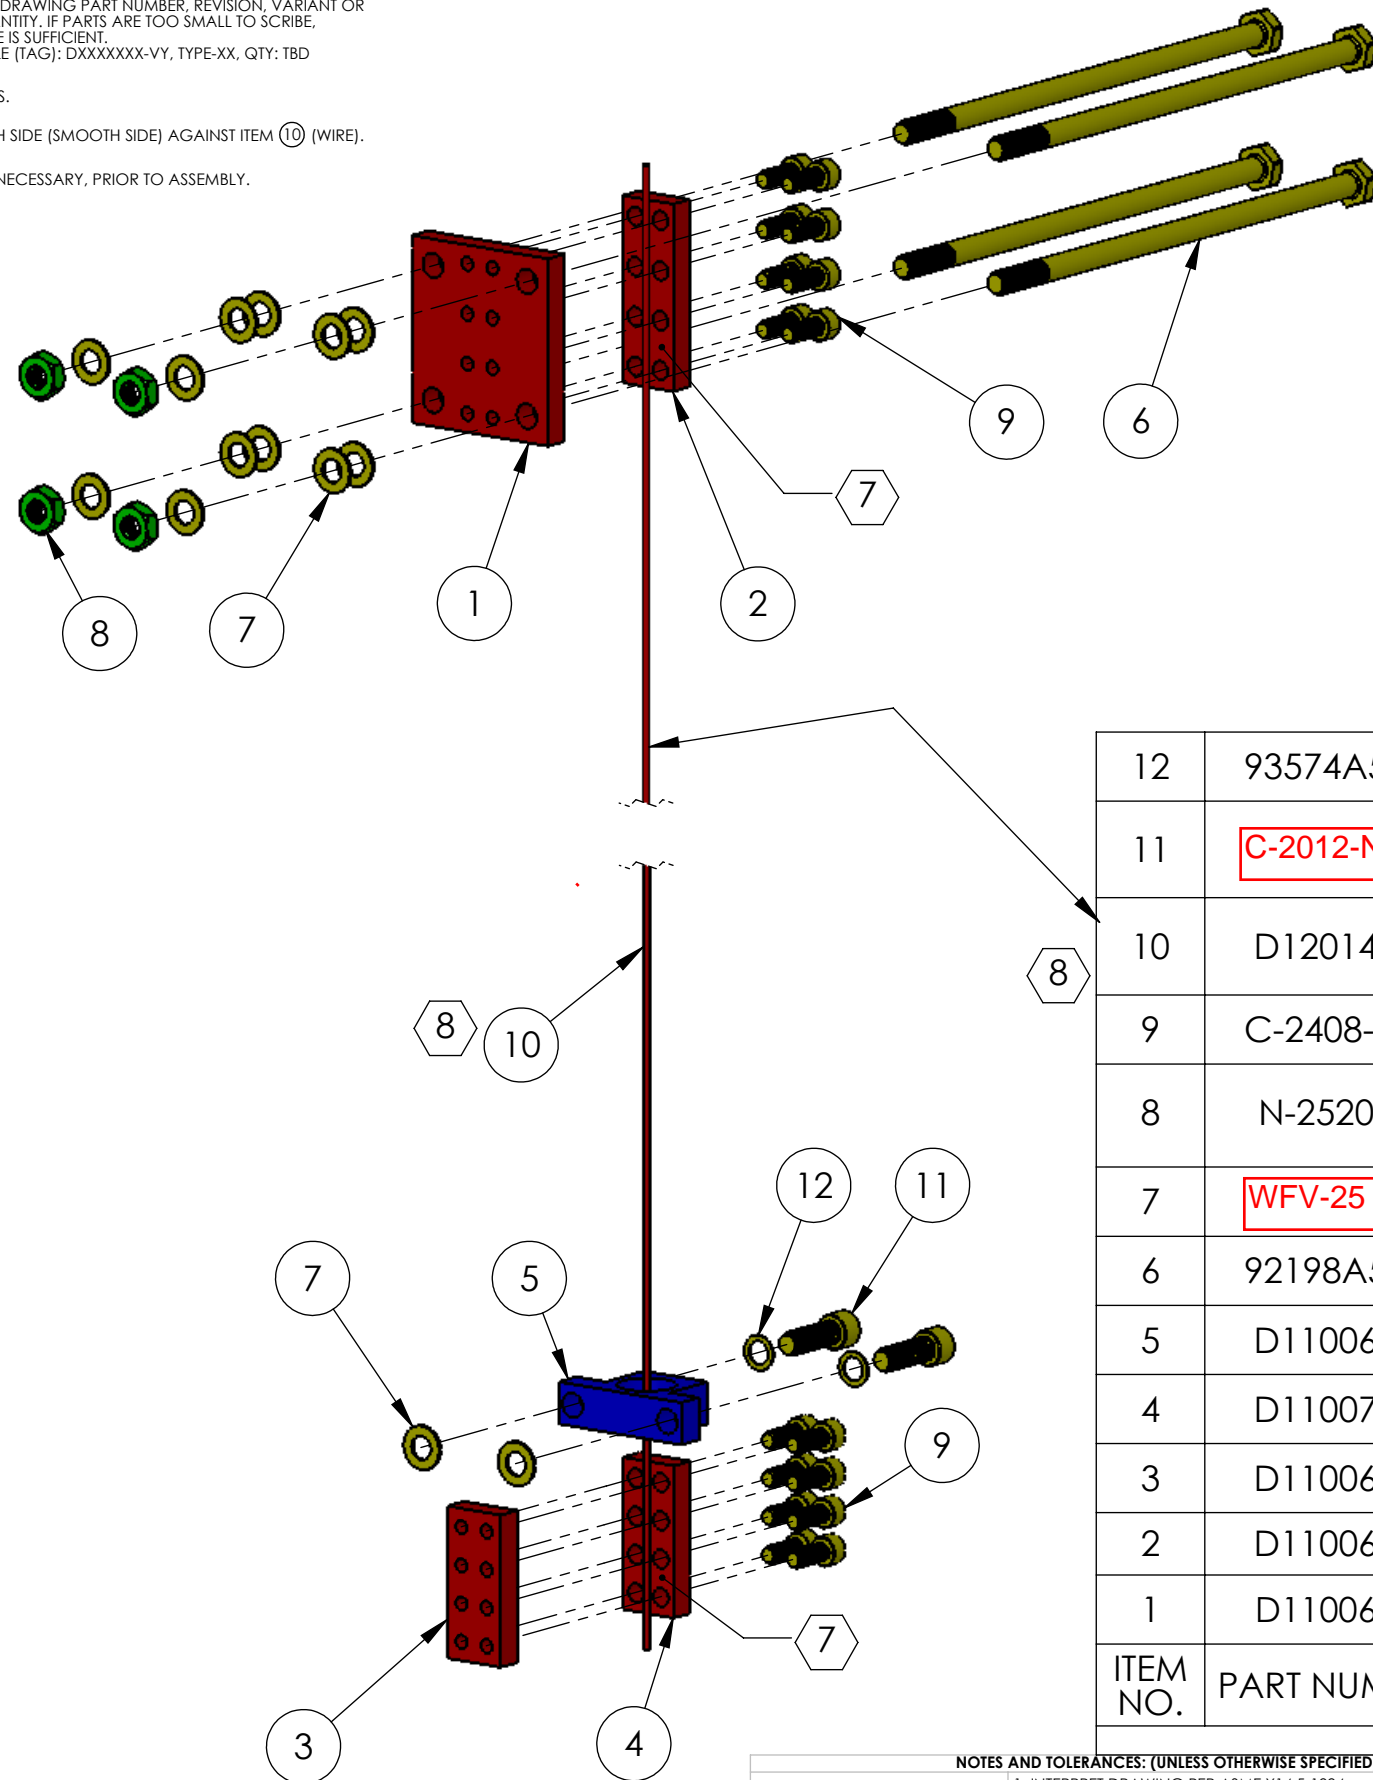 DRAWING PART NUMBER, REVISION, VARIANT OR
NTITY. IF PARTS ARE TOO SMALL TO SCRIBE,
E IS SUFFICIENT.
E (TAG): DXXXXXXX-VY, TYPE-XX, QTY: TBD
S.
H SIDE (SMOOTH SIDE) AGAINST ITEM 10 (WIRE).
NECESSARY, PRIOR TO ASSEMBLY.
9
6
7
8
7
1
2
8
10
8
12
11
7
5
9
7
3
4
12 93574A5
11 C-2012-N
10 D12014
9 C-2408-
8 N-2520
7 WFV-25
6 92198A5
5 D11006
4 D11007
3 D11006
2 D11006
1 D11006
ITEM NO. PART NUM
NOTES AND TOLERANCES: (UNLESS OTHERWISE SPECIFIED